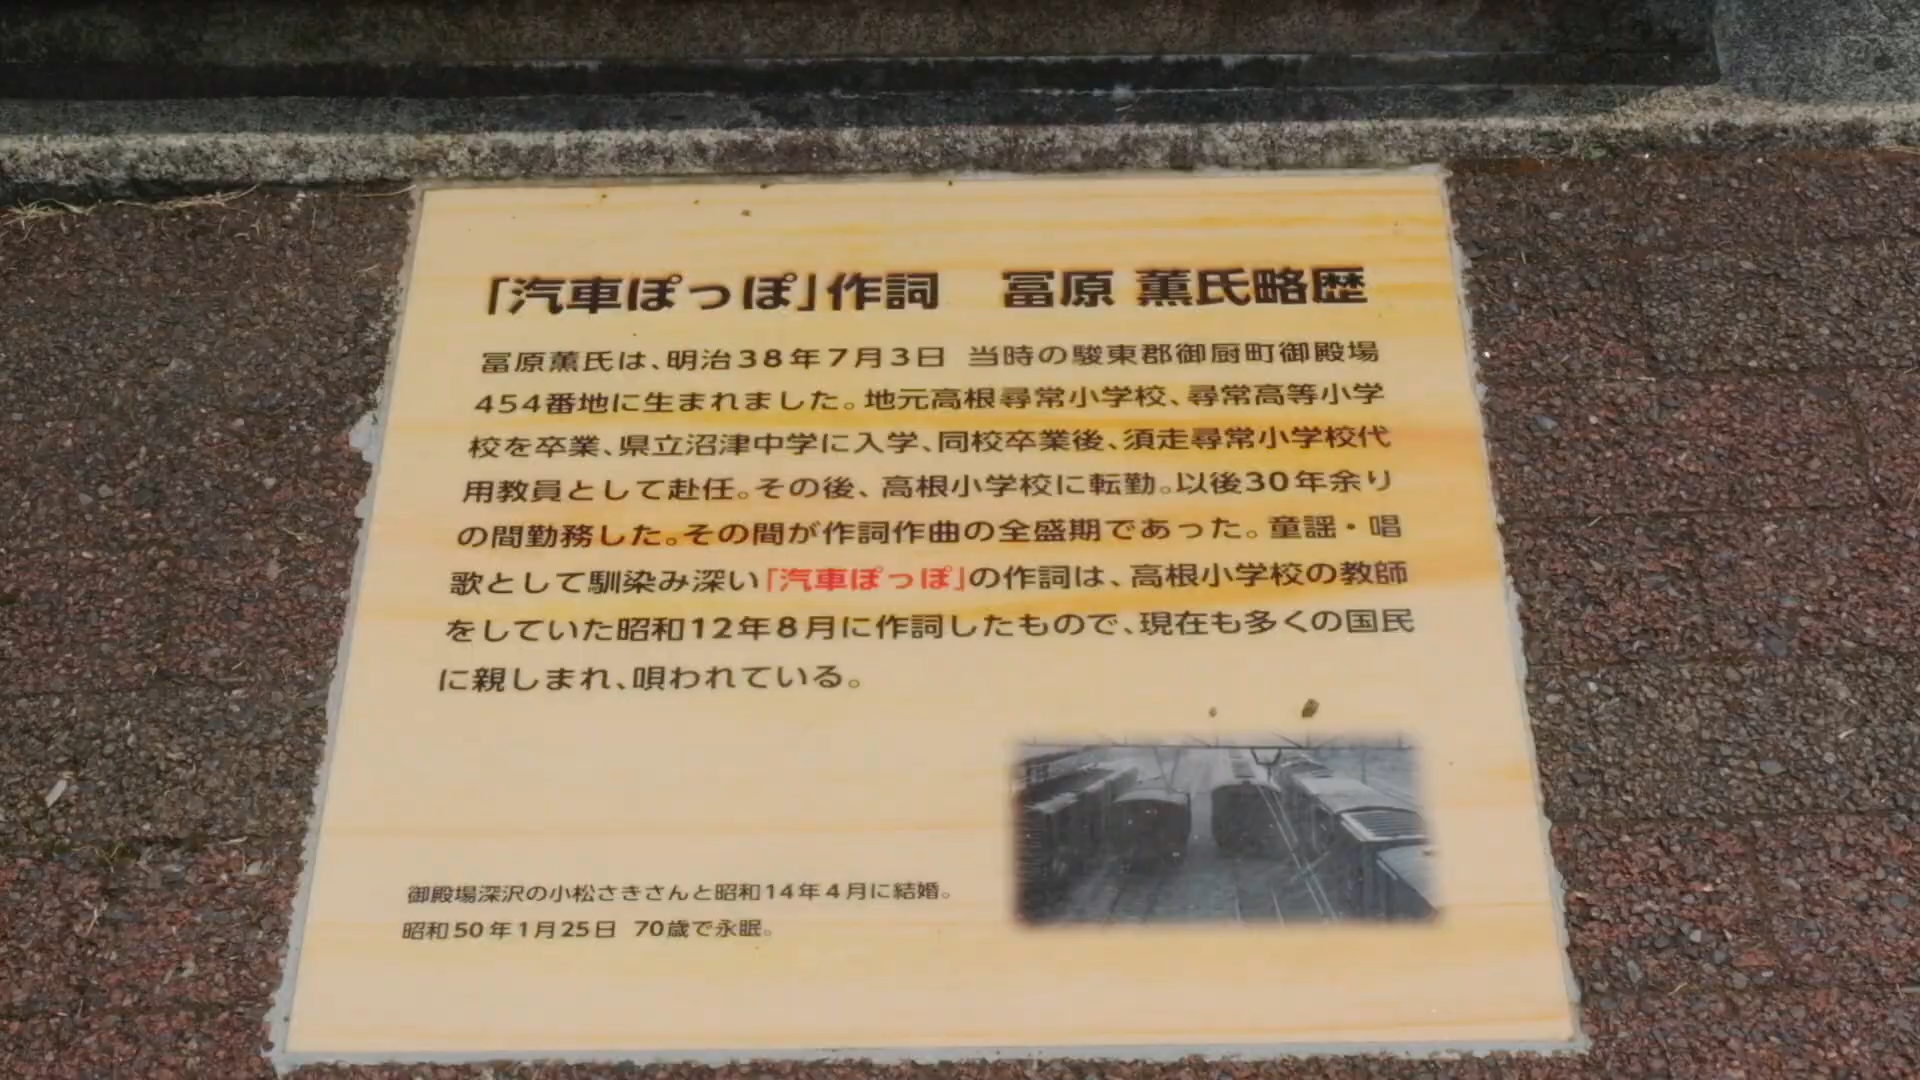 「汽車ぽっぽ」作詞　冨原 薫氏略歴
冨原薫氏は、明治38年7月3日 当時の駿東郡御厨町御殿場
454番地に生まれました。地元高根尋常小学校、尋常高等小学
校を卒業、県立沼津中学に入学、同校卒業後、須走尋常小学校代
用教員として赴任。その後、高根小学校に転勤。以後30年余り
の間勤務した。その間が作詞作曲の全盛期であった。童謡・唱
歌として馴染み深い「汽車ぽっぽ」の作詞は、高根小学校の教師
をしていた昭和12年8月に作詞したもので、現在も多くの国民
に親しまれ、唄われている。
御殿場深沢の小松さきさんと昭和14年4月に結婚。
昭和50年1月25日 70歳で永眠。